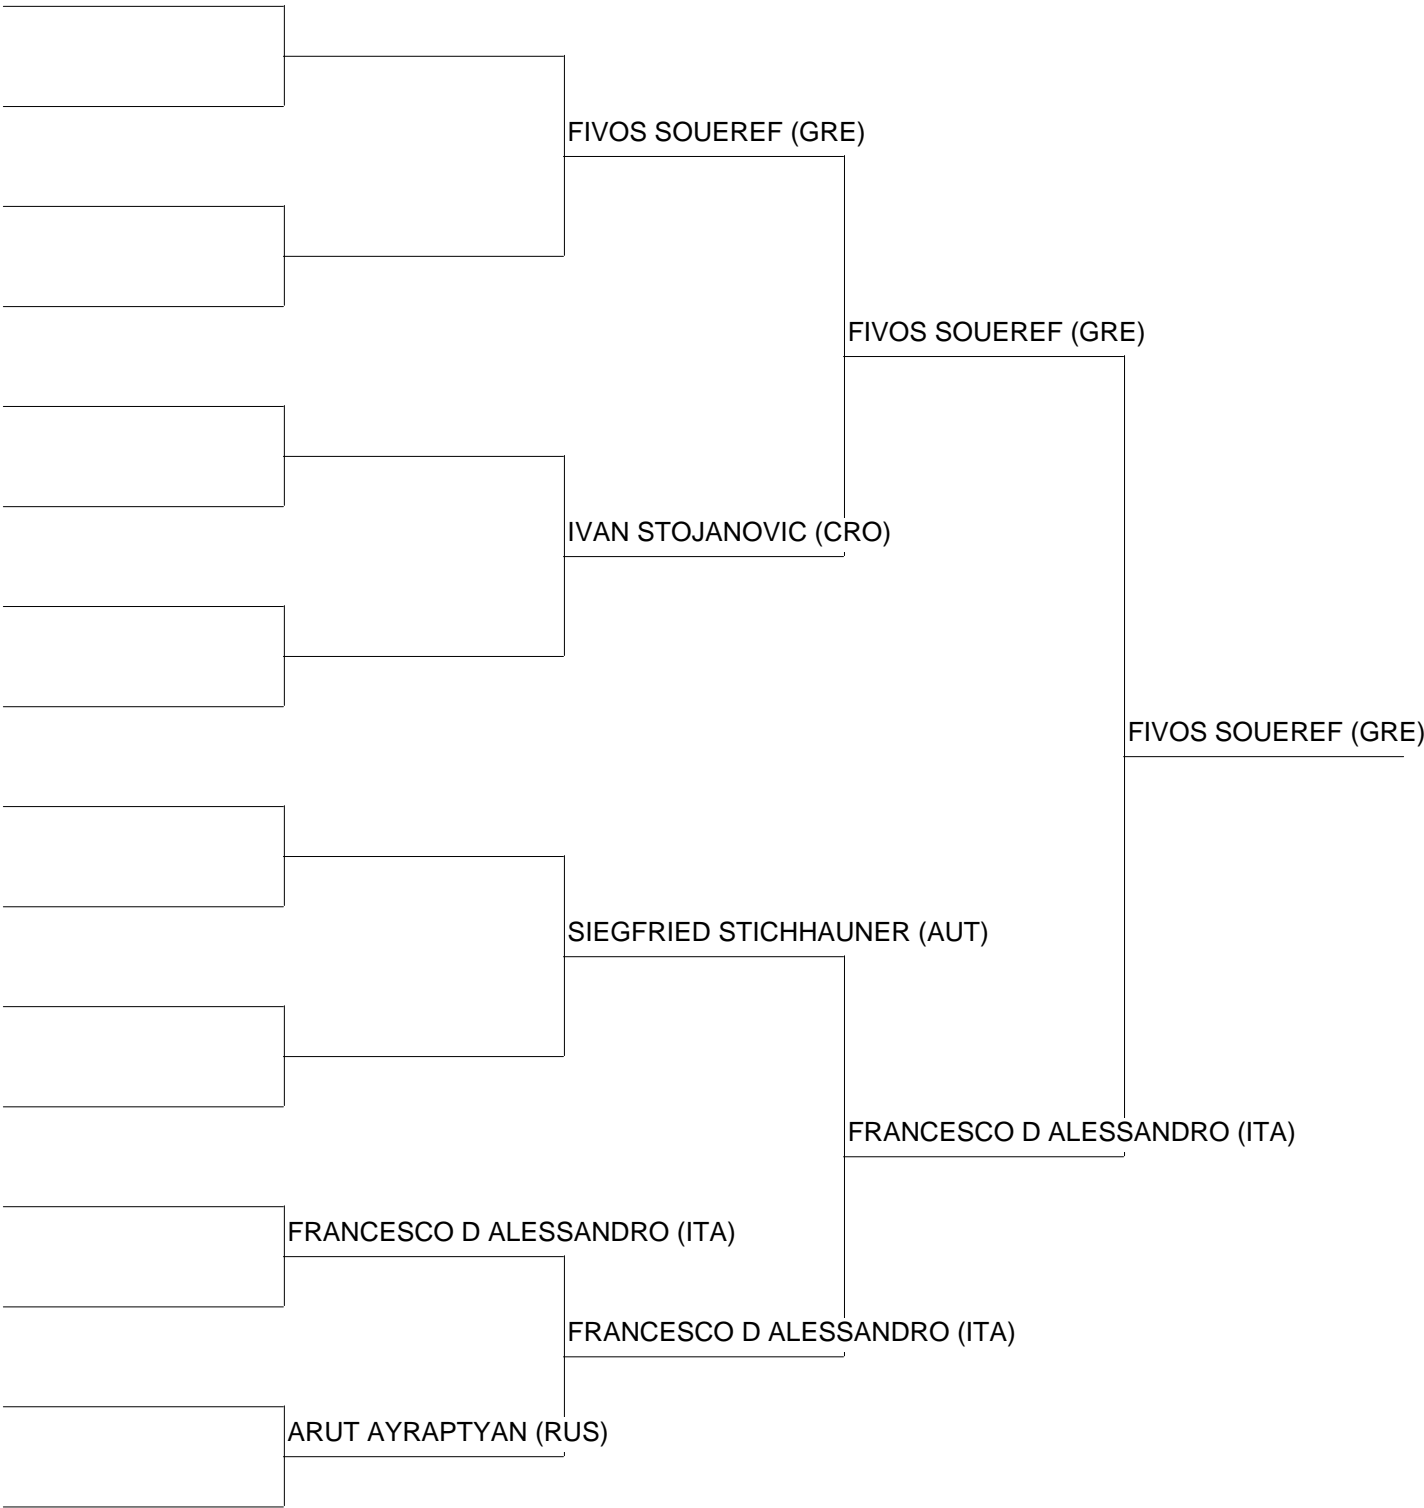 FIVOS SOUEREF (GRE)
FIVOS SOUEREF (GRE)
IVAN STOJANOVIC (CRO)
FIVOS SOUEREF (GRE)
SIEGFRIED STICHHAUNER (AUT)
FRANCESCO D ALESSANDRO (ITA)
FRANCESCO D ALESSANDRO (ITA)
FRANCESCO D ALESSANDRO (ITA)
ARUT AYRAPTYAN (RUS)